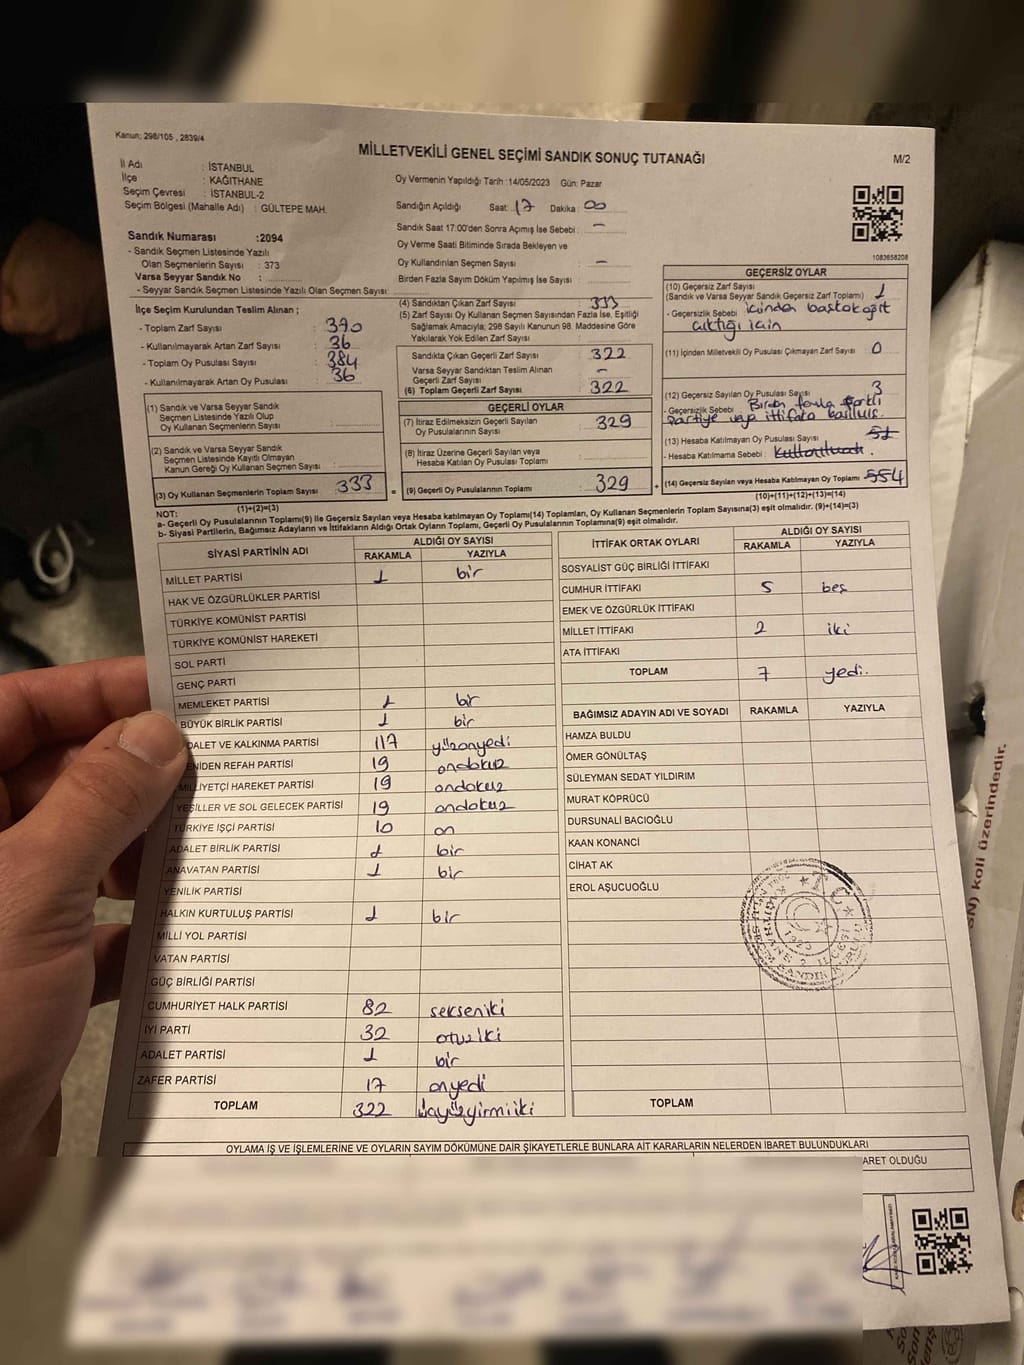 Kanun; 298/105 , 2839/4
MİLLETVEKİLİ GENEL SEÇİMİ SANDIK SONUÇ TUTANAĞI
M/2
İl Adı : İSTANBUL
İlçe : KAĞITHANE
Seçim Çevresi : İSTANBUL-2
Seçim Bölgesi (Mahalle Adı) : GÜLTEPE MAH.
Sandık Numarası :2094
- Sandık Seçmen Listesinde Yazılı
Olan Seçmenlerin Sayısı : 373
Varsa Seyyar Sandık No :
- Seyyar Sandık Seçmen Listesinde Yazılı Olan Seçmen Sayısı:
Oy Vermenin Yapıldığı Tarih :14/05/2023 Gün: Pazar
Sandığın Açıldığı Saat: 17 Dakika : 00
Sandık Saat 17:00'den Sonra Açılmış İse Sebebi : -
Oy Verme Saati Bitiminde Sırada Bekleyen ve
Oy Kullandırılan Seçmen Sayısı : -
Birden Fazla Sayım Döküm Yapılmış İse Sayısı :
1083658208
İlçe Seçim Kurulundan Teslim Alınan ;
- Toplam Zarf Sayısı : 390
- Kullanılmayarak Artan Zarf Sayısı : 36
- Toplam Oy Pusulası Sayısı : 384
- Kullanılmayarak Artan Oy Pusulası : 36
(1) Sandık ve Varsa Seyyar Sandık
Seçmen Listesinde Yazılı Olup
Oy Kullanan Seçmenlerin Sayısı :
(2) Sandık ve Varsa Seyyar Sandık
Seçmen Listesinde Kayıtlı Olmayan
Kanun Gereği Oy Kullanan Seçmen Sayısı :
(3) Oy Kullanan Seçmenlerin Toplam Sayısı : 333
(1)+(2)=(3)
(4) Sandıktan Çıkan Zarf Sayısı : 333
(5) Zarf Sayısı Oy Kullanan Seçmen Sayısından Fazla İse, Eşitliği
Sağlamak Amacıyla; 298 Sayılı Kanunun 98. Maddesine Göre
Yakılarak Yok Edilen Zarf Sayısı :
Sandıkta Çıkan Geçerli Zarf Sayısı : 322
Varsa Seyyar Sandıktan Teslim Alınan
Geçerli Zarf Sayısı : -
(6) Toplam Geçerli Zarf Sayısı : 322
GEÇERLİ OYLAR
(7) İtiraz Edilmeksizin Geçerli Sayılan
Oy Pusulalarının Sayısı : 329
(8) İtiraz Üzerine Geçerli Sayılan veya
Hesaba Katılan Oy Pusulası Toplamı :
= (9) Geçerli Oy Pusulalarının Toplamı : 329
GEÇERSİZ OYLAR
(10) Geçersiz Zarf Sayısı
(Sandık ve Varsa Seyyar Sandık Geçersiz Zarf Toplamı) : 1
- Geçersizlik Sebebi : içinden başka kağıt
çıktığı için
(11) İçinden Milletvekili Oy Pusulası Çıkmayan Zarf Sayısı : 0
(12) Geçersiz Sayılan Oy Pusulası Sayısı : 3
- Geçersizlik Sebebi : Birden fazla farklı
partiye veya ittifaka basılmış.
(13) Hesaba Katılmayan Oy Pusulası Sayısı : 51
- Hesaba Katılmama Sebebi :
+ (14) Geçersiz Sayılan veya Hesaba Katılmayan Oy Toplamı : 554
(10)+(11)+(12)+(13)=(14)
NOT:
a- Geçerli Oy Pusulalarının Toplamı(9) ile Geçersiz Sayılan veya Hesaba katılmayan Oy Toplamı(14) Toplamları, Oy Kullanan Seçmenlerin Toplam Sayısına(3) eşit olmalıdır. (9)+(14)=(3)
b- Siyasi Partilerin, Bağımsız Adayların ve İttifakların Aldığı Ortak Oyların Toplamı, Geçerli Oy Pusulalarının Toplamına(9) eşit olmalıdır.
SİYASİ PARTİNİN ADI ALDIĞI OY SAYISI
RAKAMLA YAZIYLA
MİLLET PARTİSİ 1 bir
HAK VE ÖZGÜRLÜKLER PARTİSİ
TÜRKİYE KOMÜNİST PARTİSİ
TÜRKİYE KOMÜNİST HAREKETİ
SOL PARTİ
GENÇ PARTİ
MEMLEKET PARTİSİ 1 bir
BÜYÜK BİRLİK PARTİSİ 1 bir
DALET VE KALKINMA PARTİSİ 117 yüzonyedi
ENİDEN REFAH PARTİSİ 19 ondokuz
MİLLİYETÇİ HAREKET PARTİSİ 19 ondokuz
YEŞİLLER VE SOL GELECEK PARTİSİ 19 ondokuz
TÜRKİYE İŞÇİ PARTİSİ 10 on
ADALET BİRLİK PARTİSİ 1 bir
ANAVATAN PARTİSİ 1 bir
YENİLİK PARTİSİ
HALKIN KURTULUŞ PARTİSİ 1 bir
MİLLİ YOL PARTİSİ
VATAN PARTİSİ
GÜÇ BİRLİĞİ PARTİSİ
CUMHURİYET HALK PARTİSİ 82 sekseniki
İYİ PARTİ 32 otuziki
ADALET PARTİSİ 1 bir
ZAFER PARTİSİ 17 onyedi
TOPLAM 322 üçyüzyirmiiki
İTTİFAK ORTAK OYLARI ALDIĞI OY SAYISI
RAKAMLA YAZIYLA
SOSYALİST GÜÇ BİRLİĞİ İTTİFAKI
CUMHUR İTTİFAKI 5 beş
EMEK VE ÖZGÜRLÜK İTTİFAKI
MİLLET İTTİFAKI 2 iki
ATA İTTİFAKI
TOPLAM 7 yedi.
BAĞIMSIZ ADAYIN ADI VE SOYADI RAKAMLA YAZIYLA
HAMZA BULDU
ÖMER GÖNÜLTAŞ
SÜLEYMAN SEDAT YILDIRIM
MURAT KÖPRÜCÜ
DURSUNALİ BACIOĞLU
KAAN KONANCİ
CİHAT AK
EROL AŞUCUOĞLU
TOPLAM
T.C.
1923
OYLAMA İŞ VE İŞLEMLERİNE VE OYLARIN SAYIM DÖKÜMÜNE DAİR ŞİKAYETLERLE BUNLARA AİT KARARLARIN NELERDEN İBARET BULUNDUKLARI
ARET OLDUĞU
SN) koli üzerindedir.